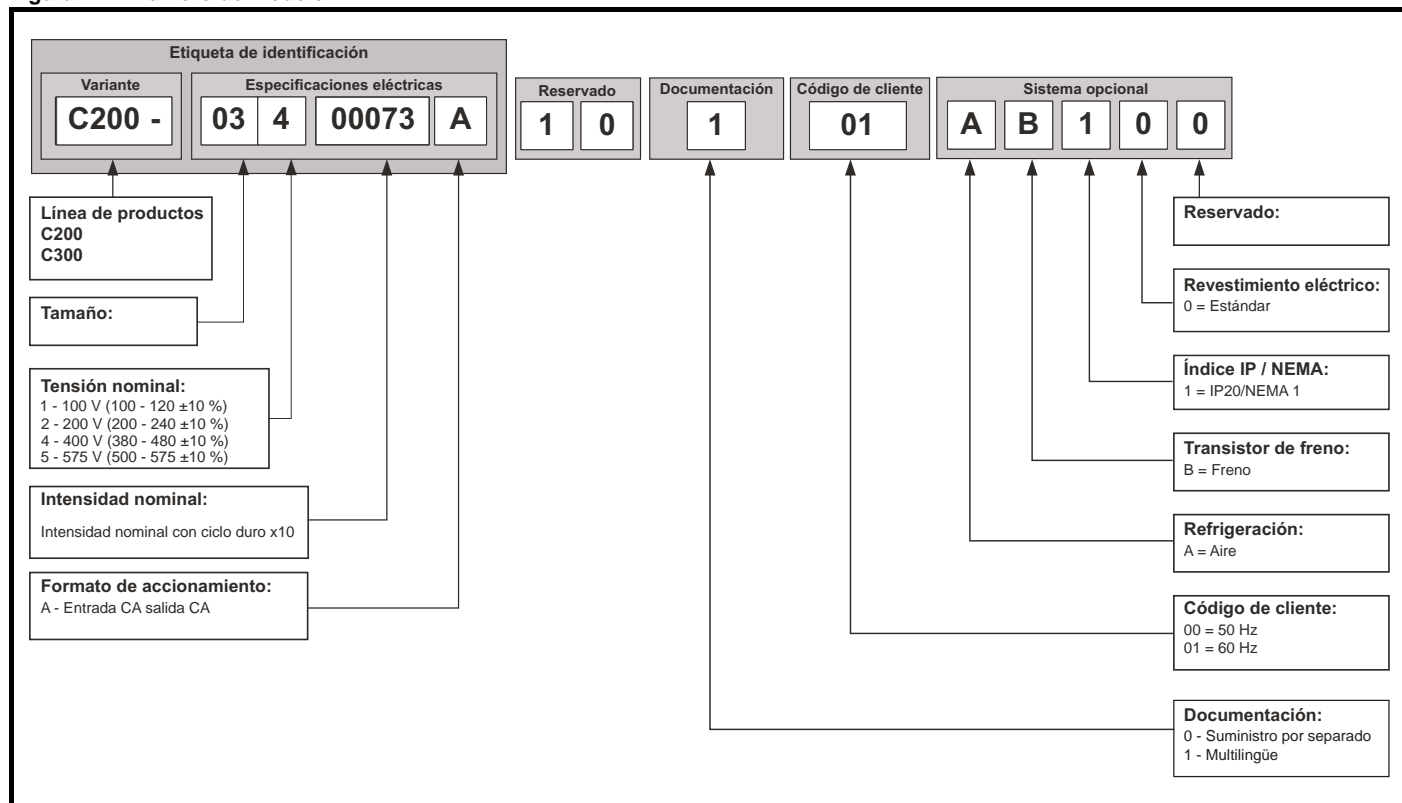 Etiqueta de identificación
Variante
Especificaciones eléctricas
Reservado
Documentación
Código de cliente
Sistema opcional
C200 -
03 4 00073 A
1 0
1
01
A B 1 0 0
Línea de productos
C200
C300
Tamaño:
Tensión nominal:
1 - 100 V (100 - 120 ±10 %)
2 - 200 V (200 - 240 ±10 %)
4 - 400 V (380 - 480 ±10 %)
5 - 575 V (500 - 575 ±10 %)
Intensidad nominal:
Intensidad nominal con ciclo duro x10
Formato de accionamiento:
A - Entrada CA salida CA
Reservado:
Revestimiento eléctrico:
0 = Estándar
Índice IP / NEMA:
1 = IP20/NEMA 1
Transistor de freno:
B = Freno
Refrigeración:
A = Aire
Código de cliente:
00 = 50 Hz
01 = 60 Hz
Documentación:
0 - Suministro por separado
1 - Multilingüe